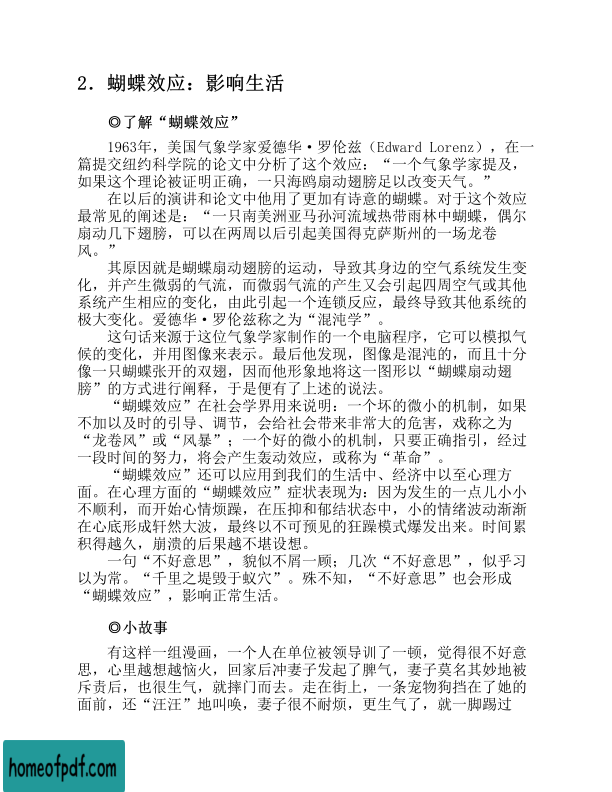 2．蝴蝶效应：影响生活
◎了解“蝴蝶效应”
1963年，美国气象学家爱德华·罗伦兹（Edward Lorenz），在一
篇提交纽约科学院的论文中分析了这个效应：“一个气象学家提及，
如果这个理论被证明正确，一只海鸥扇动翅膀足以改变天气。”
在以后的演讲和论文中他用了更加有诗意的蝴蝶。对于这个效应
最常见的阐述是：“一只南美洲亚马孙河流域热带雨林中蝴蝶，偶尔
扇动几下翅膀，可以在两周以后引起美国得克萨斯州的一场龙卷
风。”
其原因就是蝴蝶扇动翅膀的运动，导致其身边的空气系统发生变
化，并产生微弱的气流，而微弱气流的产生又会引起四周空气或其他
系统产生相应的变化，由此引起一个连锁反应，最终导致其他系统的
极大变化。爱德华·罗伦兹称之为“混沌学”。
这句话来源于这位气象学家制作的一个电脑程序，它可以模拟气
候的变化，并用图像来表示。最后他发现，图像是混沌的，而且十分
像一只蝴蝶张开的双翅，因而他形象地将这一图形以“蝴蝶扇动翅
膀”的方式进行阐释，于是便有了上述的说法。
“蝴蝶效应”在社会学界用来说明：一个坏的微小的机制，如果
不加以及时的引导、调节，会给社会带来非常大的危害，戏称之为
“龙卷风”或“风暴”；一个好的微小的机制，只要正确指引，经过
一段时间的努力，将会产生轰动效应，或称为“革命”。
“蝴蝶效应”还可以应用到我们的生活中、经济中以至心理方
面。在心理方面的“蝴蝶效应”症状表现为：因为发生的一点儿小小
不顺利，而开始心情烦躁，在压抑和郁结状态中，小的情绪波动渐渐
在心底形成轩然大波，最终以不可预见的狂躁模式爆发出来。时间累
积得越久，崩溃的后果越不堪设想。
一句“不好意思”，貌似不屑一顾；几次“不好意思”，似乎习
以为常。“千里之堤毁于蚁穴”。殊不知，“不好意思”也会形成
“蝴蝶效应”，影响正常生活。
◎小故事
有这样一组漫画，一个人在单位被领导训了一顿，觉得很不好意
思，心里越想越恼火，回家后冲妻子发起了脾气，妻子莫名其妙地被
斥责后，也很生气，就摔门而去。走在街上，一条宠物狗挡在了她的
面前，还“汪汪”地叫唤，妻子很不耐烦，更生气了，就一脚踢过
homeofpdf.com